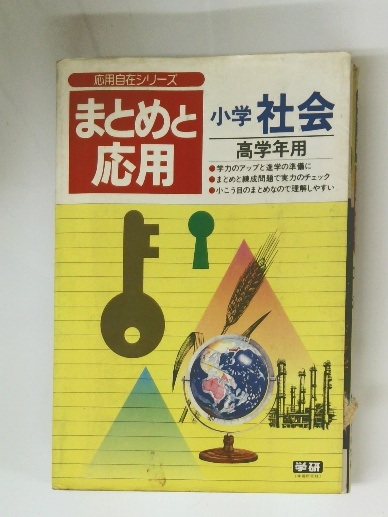 応用自在シリーズ
まとめと
応用
小学 社会
高学年用
●学力のアップと進学の準備に
●まとめと練成問題で実力のチェック
●小こう目のまとめなので理解しやすい
学研